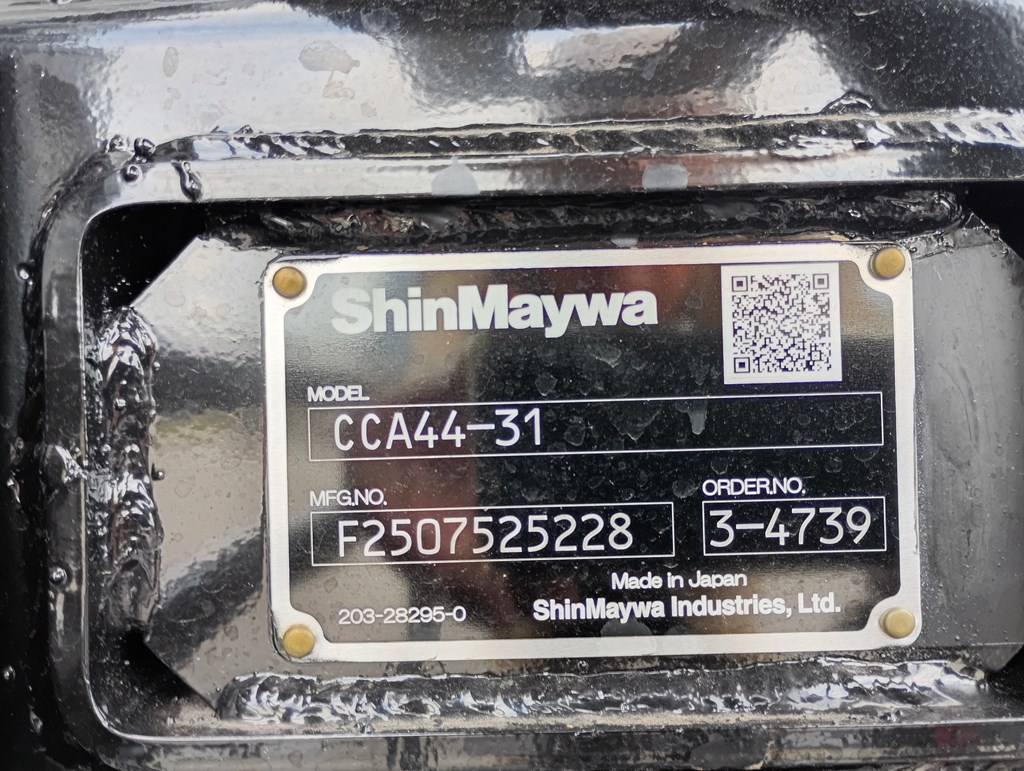 ShinMaywa
MODEL
CCA44-31
MFG.NO.
ORDER.NO.
F2507525228
3-4739
Made in Japan
203-28295-0
ShinMaywa Industries, Ltd.